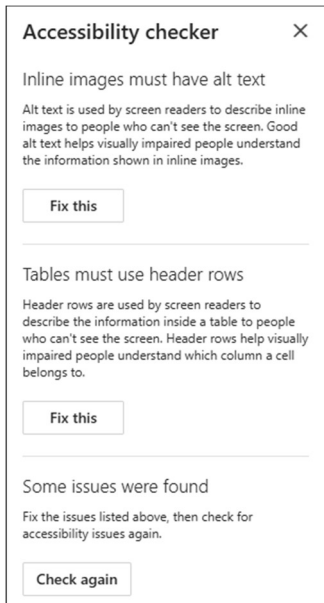 Accessibility checker
Inline images must have alt text
Alt text is used by screen readers to describe inline
images to people who can't see the screen. Good
alt text helps visually impaired people understand
the information shown in inline images.
Fix this
Tables must use header rows
Header rows are used by screen readers to
describe the information inside a table to people
who can't see the screen. Header rows help visually
impaired people understand which column a cell
belongs to.
Fix this
Some issues were found
Fix the issues listed above, then check for
accessibility issues again.
Check again